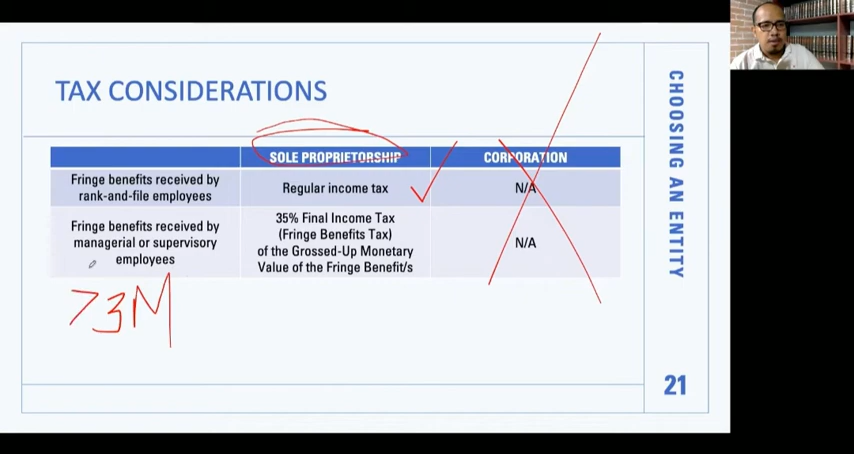 TAX CONSIDERATIONS
SOLE PROPRIETORSHIP CORPORATION
Fringe benefits received by
rank-and-file employees
Regular income tax
N/A
Fringe benefits received by
managerial or supervisory
employees
35% Final Income Tax
(Fringe Benefits Tax)
of the Grossed-Up Monetary
Value of the Fringe Benefit/s
N/A
>3M
CHOOSING AN ENTITY
21